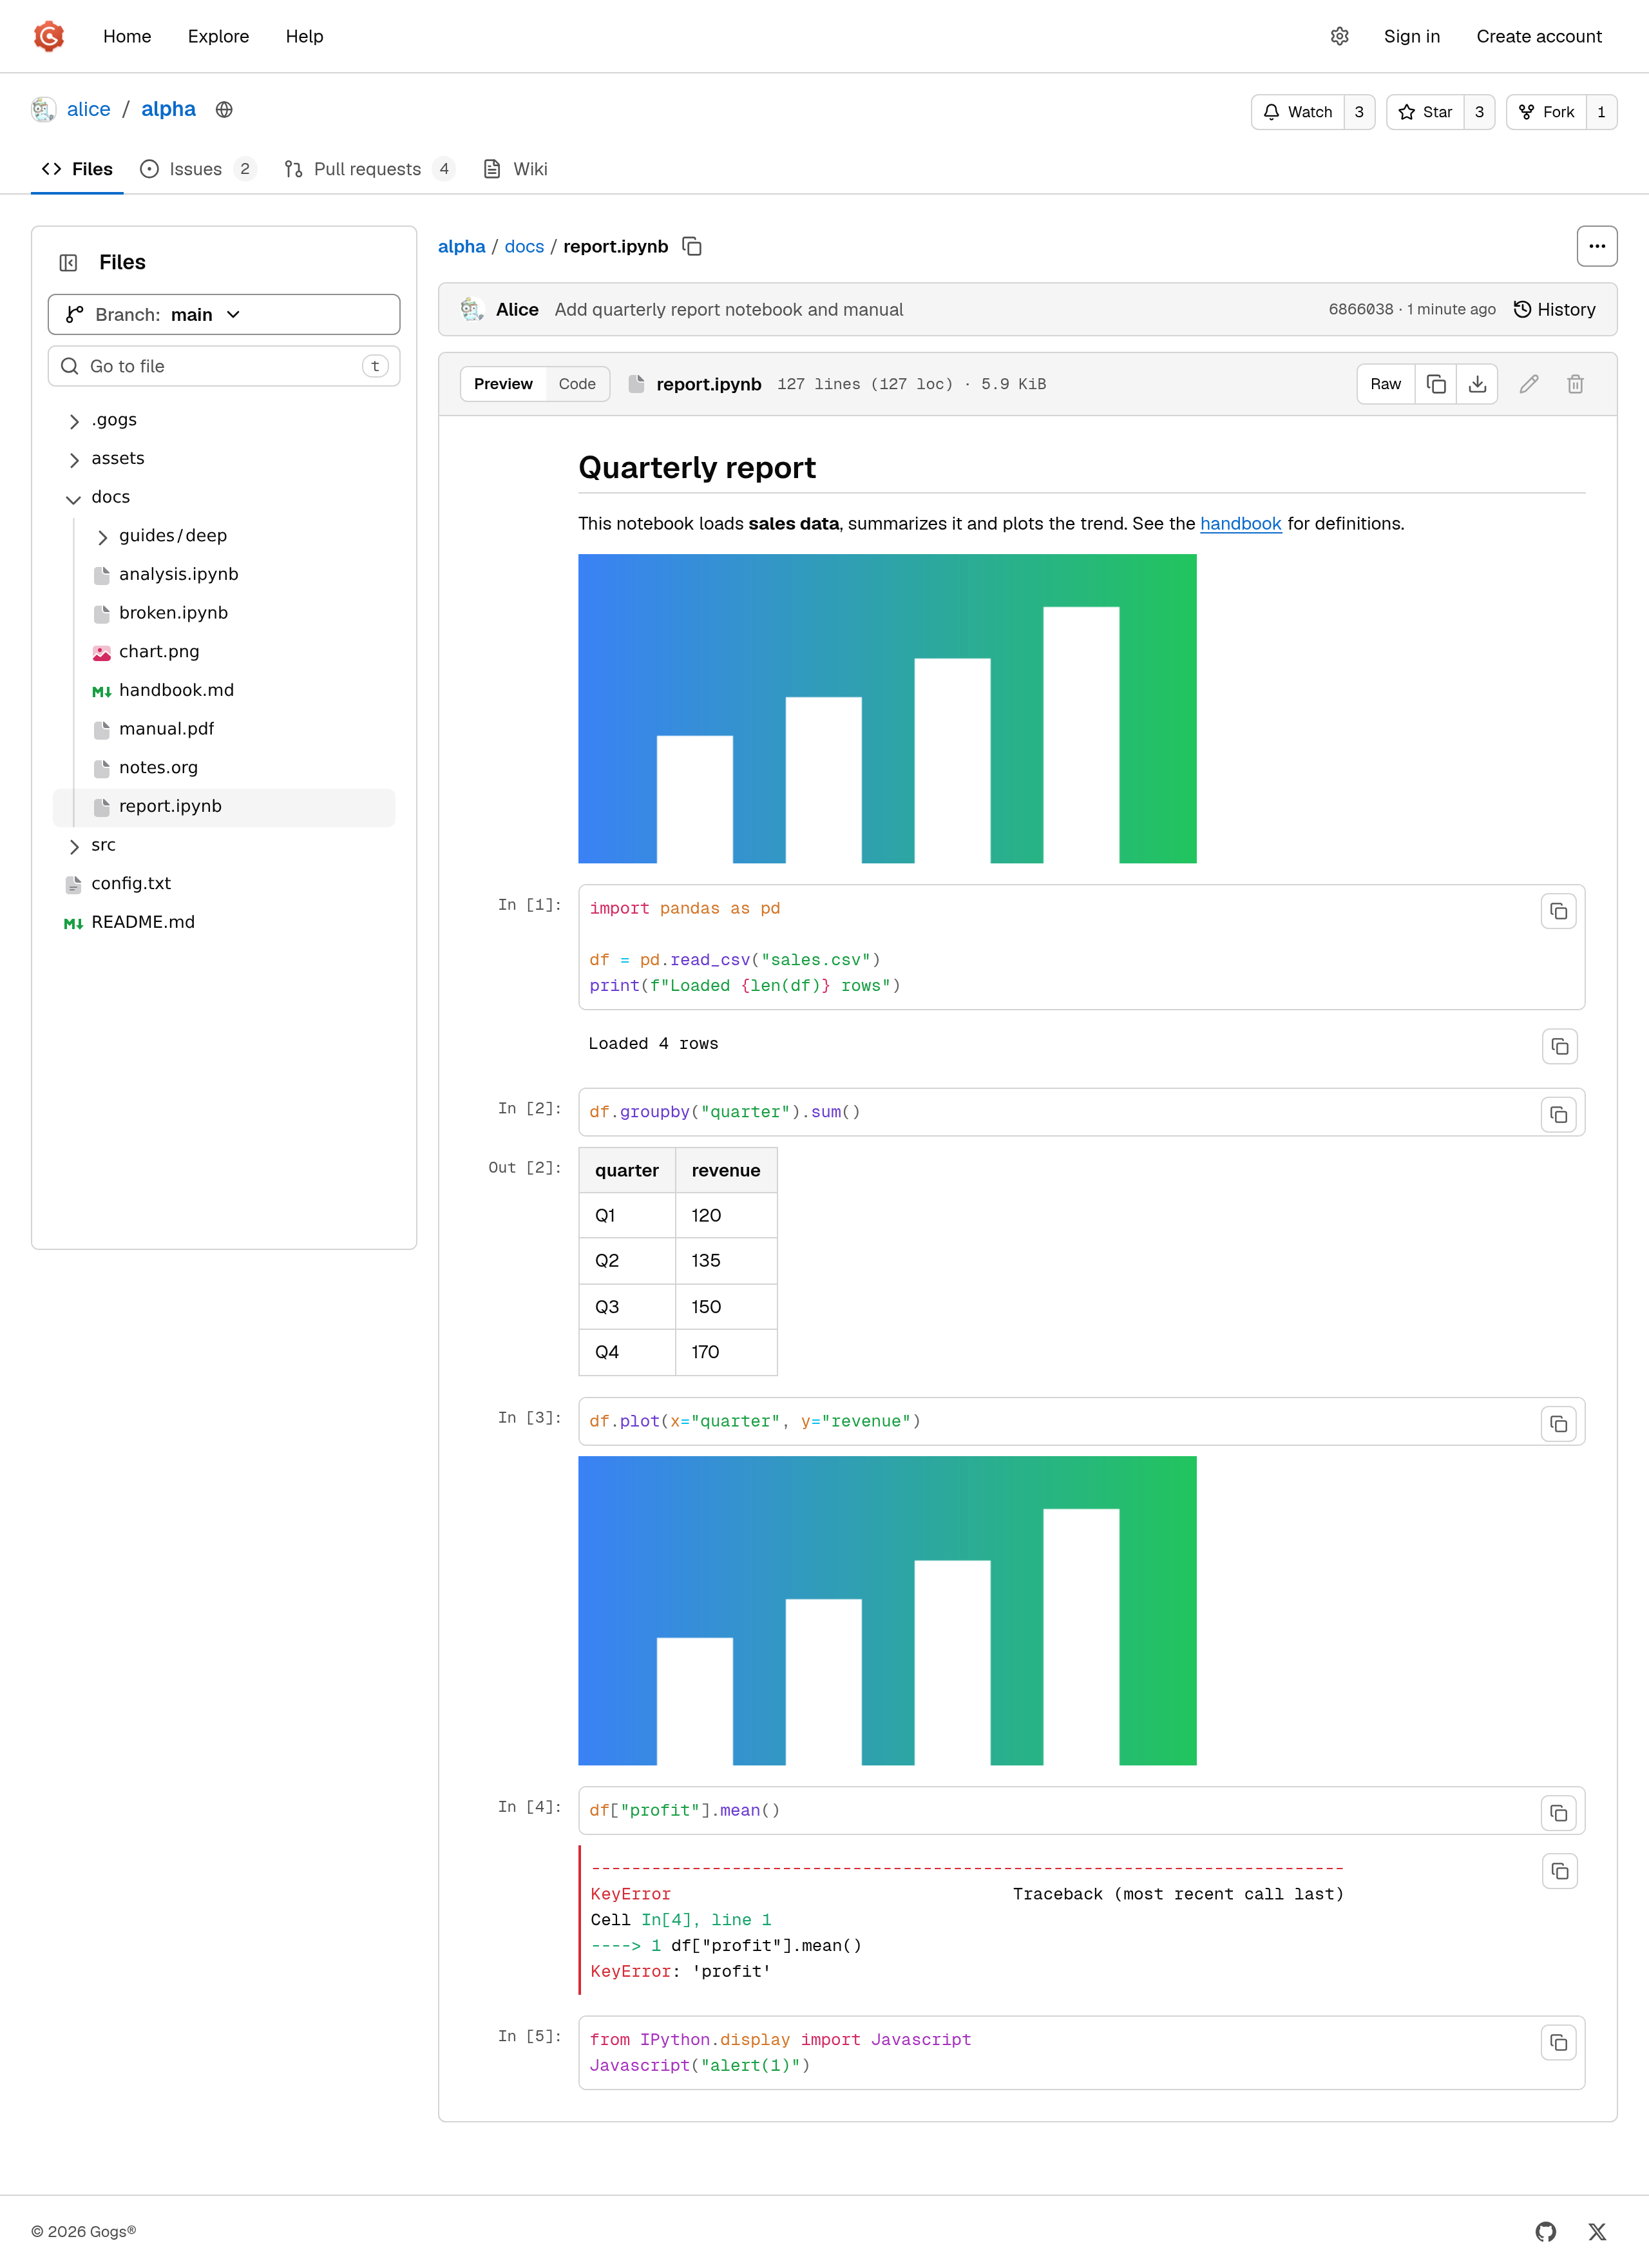 Home Explore Help Sign in Create account
alice / alpha
Watch 3 Star 3 Fork 1
Files Issues 2 Pull requests 4 Wiki
Files
Branch: main
Go to file t
.gogs
assets
docs
guides/deep
analysis.ipynb
broken.ipynb
chart.png
handbook.md
manual.pdf
notes.org
report.ipynb
src
config.txt
README.md
alpha / docs / report.ipynb
Alice Add quarterly report notebook and manual 6866038 · 1 minute ago History
Preview Code report.ipynb 127 lines (127 loc) · 5.9 KiB Raw
Quarterly report
This notebook loads sales data, summarizes it and plots the trend. See the handbook for definitions.
In [1]: import pandas as pd
df = pd.read_csv("sales.csv")
print(f"Loaded {len(df)} rows")
Loaded 4 rows
In [2]: df.groupby("quarter").sum()
Out [2]: quarter revenue
Q1 120
Q2 135
Q3 150
Q4 170
In [3]: df.plot(x="quarter", y="revenue")
In [4]: df["profit"].mean()
---------------------------------------------------------------------------
KeyError Traceback (most recent call last)
Cell In[4], line 1
----> 1 df["profit"].mean()
KeyError: 'profit'
In [5]: from IPython.display import Javascript
Javascript("alert(1)")
© 2026 Gogs®